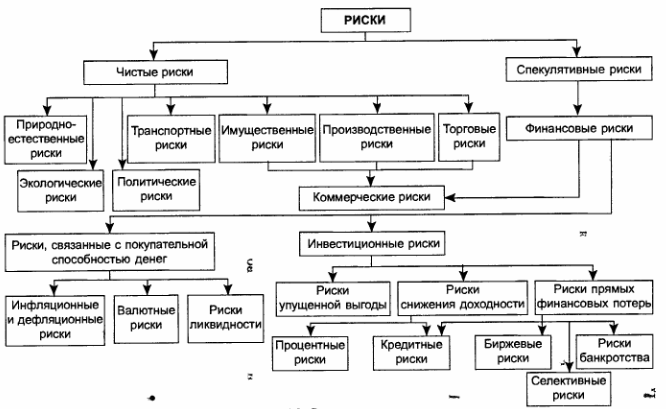 РИСКИ
Чистые риски
Спекулятивные риски
Природно-
естественные
риски
Транспортные
риски
Имущественные
риски
Производственные
риски
Торговые
риски
Финансовые риски
Экологические
риски
Политические
риски
Коммерческие риски
Риски, связанные с покупательной
способностью денег
Инвестиционные риски
Инфляционные
и дефляционные
риски
Валютные
риски
Риски
ликвидности
Риски
упущенной выгоды
Риски
снижения доходности
Риски прямых
финансовых потерь
Процентные
риски
Кредитные
риски
Биржевые
риски
Риски
банкротства
Селективные
риски